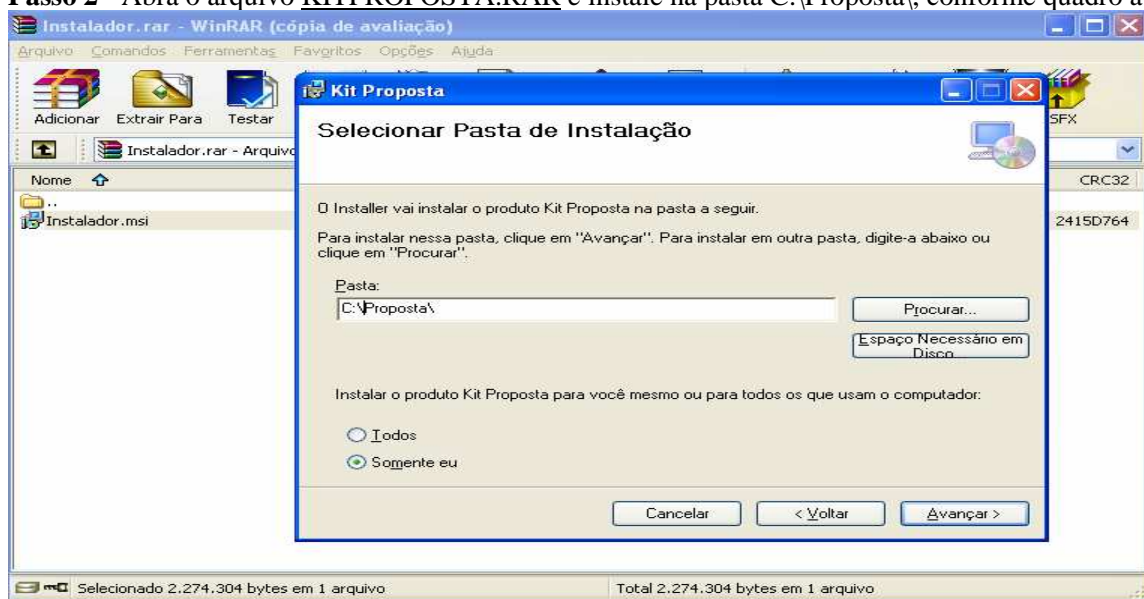 Passo 2 - Abra o arquivo KITPROPOSTA.RAR e instale na pasta C:\Proposta\, conforme quadro a
Instalador.rar - WinRAR (cópia de avaliação)
Arquivo Comandos Ferramentas Favoritos Opções Ajuda
Adicionar Extrair Para Testar SFX
Instalador.rar - Arquivo
Nome CRC32
..
Instalador.msi 2415D764
Kit Proposta
Selecionar Pasta de Instalação
O Installer vai instalar o produto Kit Proposta na pasta a seguir.
Para instalar nessa pasta, clique em "Avançar". Para instalar em outra pasta, digite-a abaixo ou
clique em "Procurar".
Pasta:
C:\Proposta\
Procurar...
Espaço Necessário em
Disco
Instalar o produto Kit Proposta para você mesmo ou para todos os que usam o computador:
Todos
Somente eu
Cancelar < Voltar Avançar >
Selecionado 2.274.304 bytes em 1 arquivo Total 2.274.304 bytes em 1 arquivo